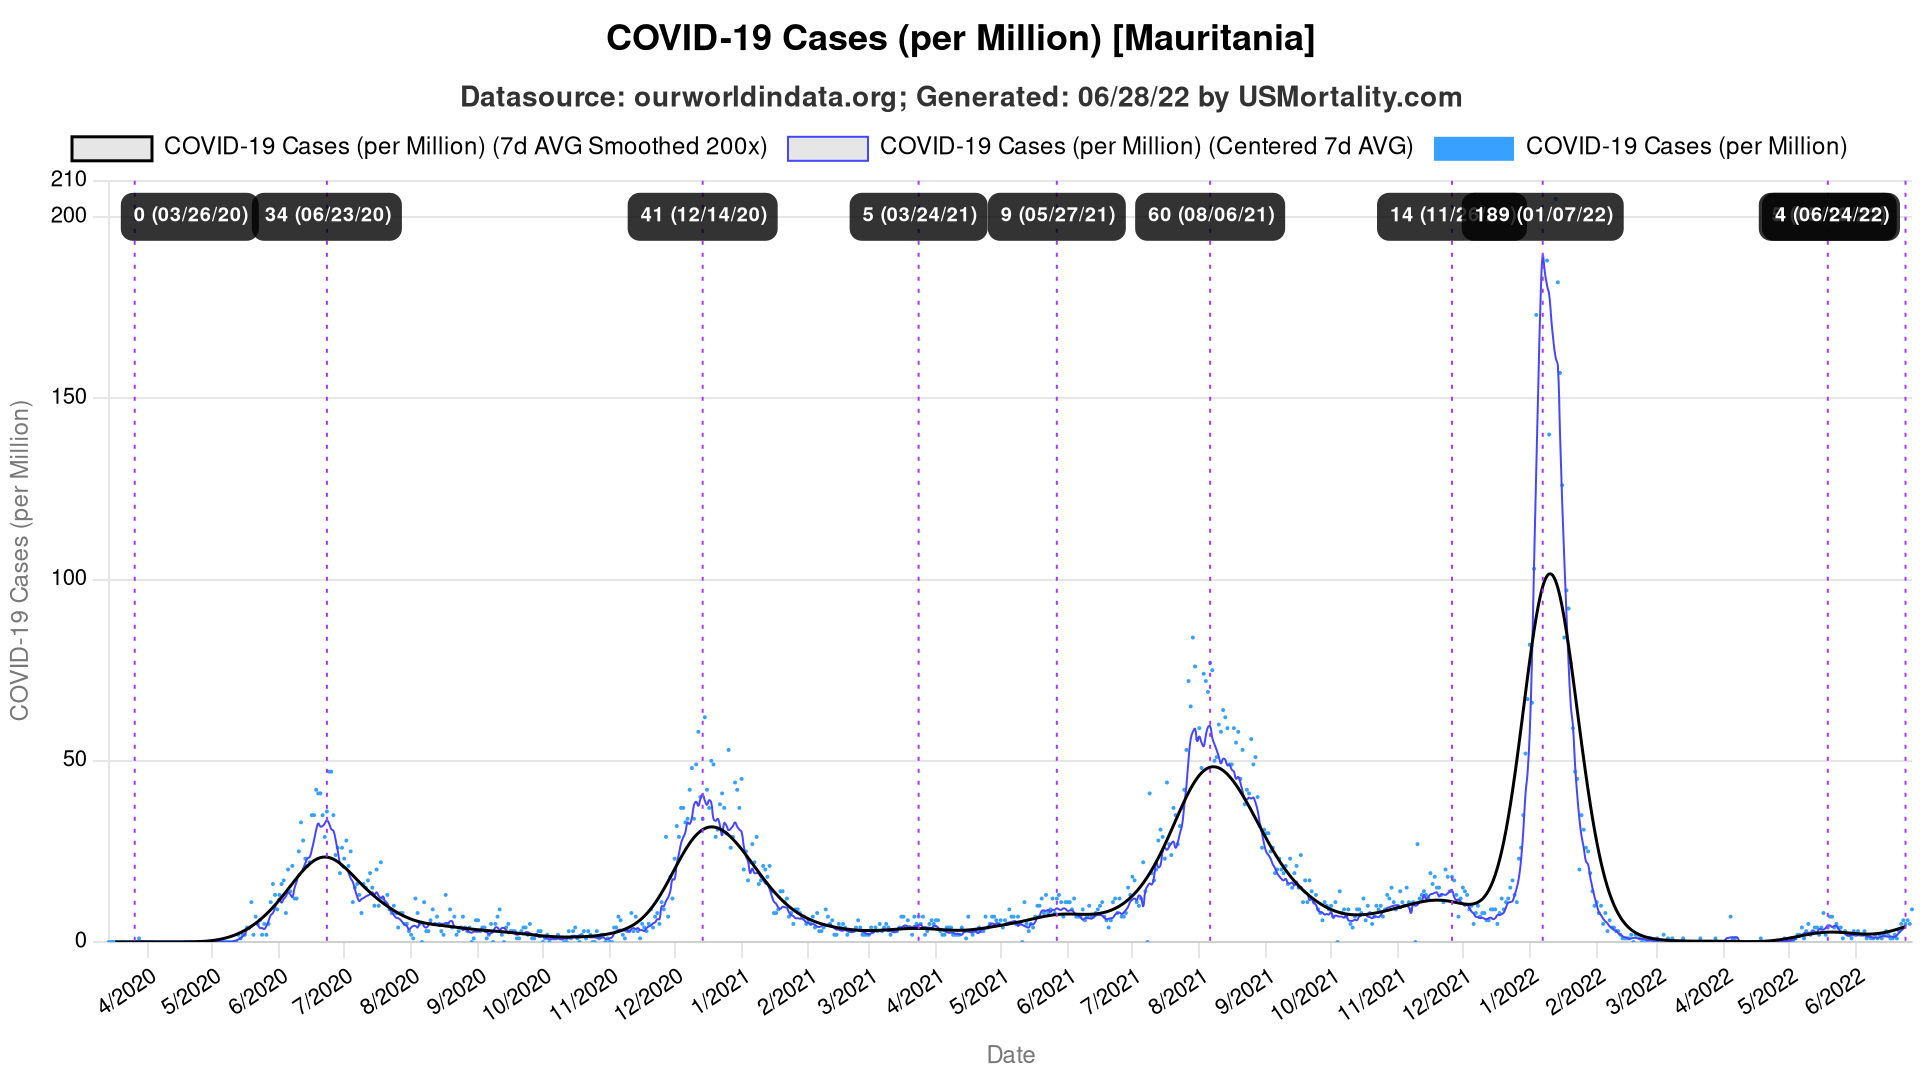 COVID-19 Cases (per Million) [Mauritania]
Datasource: ourworldindata.org; Generated: 06/28/22 by USMortality.com
COVID-19 Cases (per Million) (7d AVG Smoothed 200x) COVID-19 Cases (per Million) (Centered 7d AVG) COVID-19 Cases (per Million)
210
200
150
100
50
0
0 (03/26/20) 34 (06/23/20) 41 (12/14/20) 5 (03/24/21) 9 (05/27/21) 60 (08/06/21) 14 (11/26 189 (01/07/22) 4 (06/24/22)
COVID-19 Cases (per Million)
4/2020 5/2020 6/2020 7/2020 8/2020 9/2020 10/2020 11/2020 12/2020 1/2021 2/2021 3/2021 4/2021 5/2021 6/2021 7/2021 8/2021 9/2021 10/2021 11/2021 12/2021 1/2022 2/2022 3/2022 4/2022 5/2022 6/2022
Date